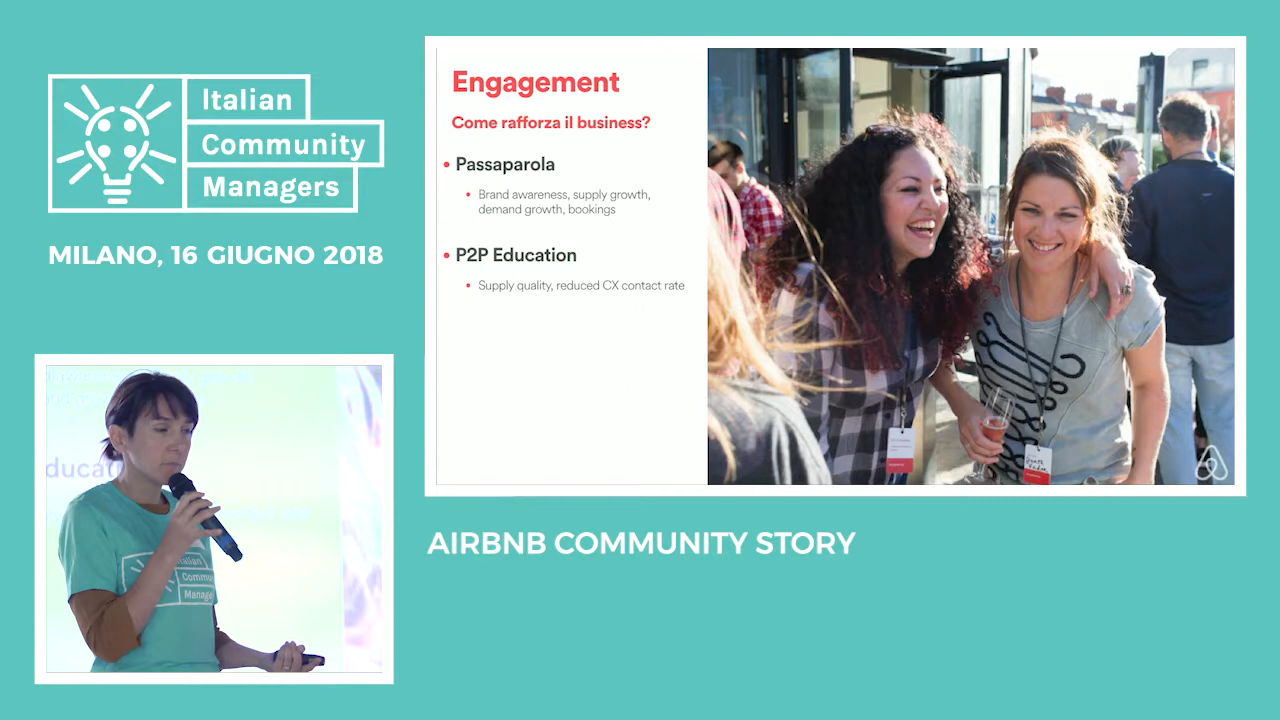 Italian
Community
Managers
MILANO, 16 GIUGNO 2018
Engagement
Come rafforza il business?
• Passaparola
• Brand awareness, supply growth,
demand growth, bookings
• P2P Education
• Supply quality, reduced CX contact rate
AIRBNB COMMUNITY STORY